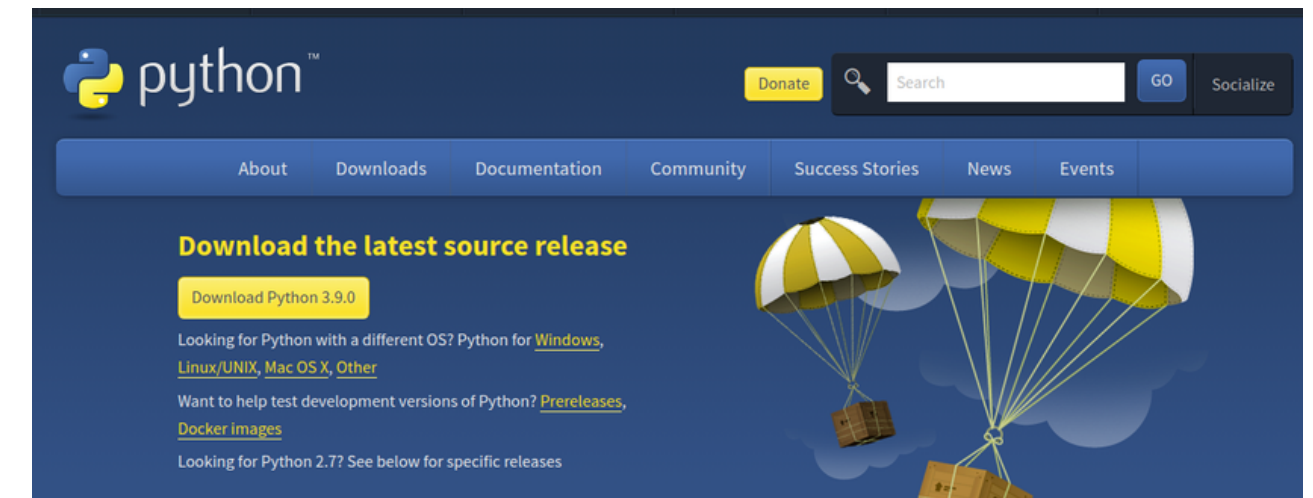 python™
Donate
Search
GO
Socialize
About Downloads Documentation Community Success Stories News Events
Download the latest source release
Download Python 3.9.0
Looking for Python with a different OS? Python for Windows,
Linux/UNIX, Mac OS X, Other
Want to help test development versions of Python? Prereleases,
Docker images
Looking for Python 2.7? See below for specific releases